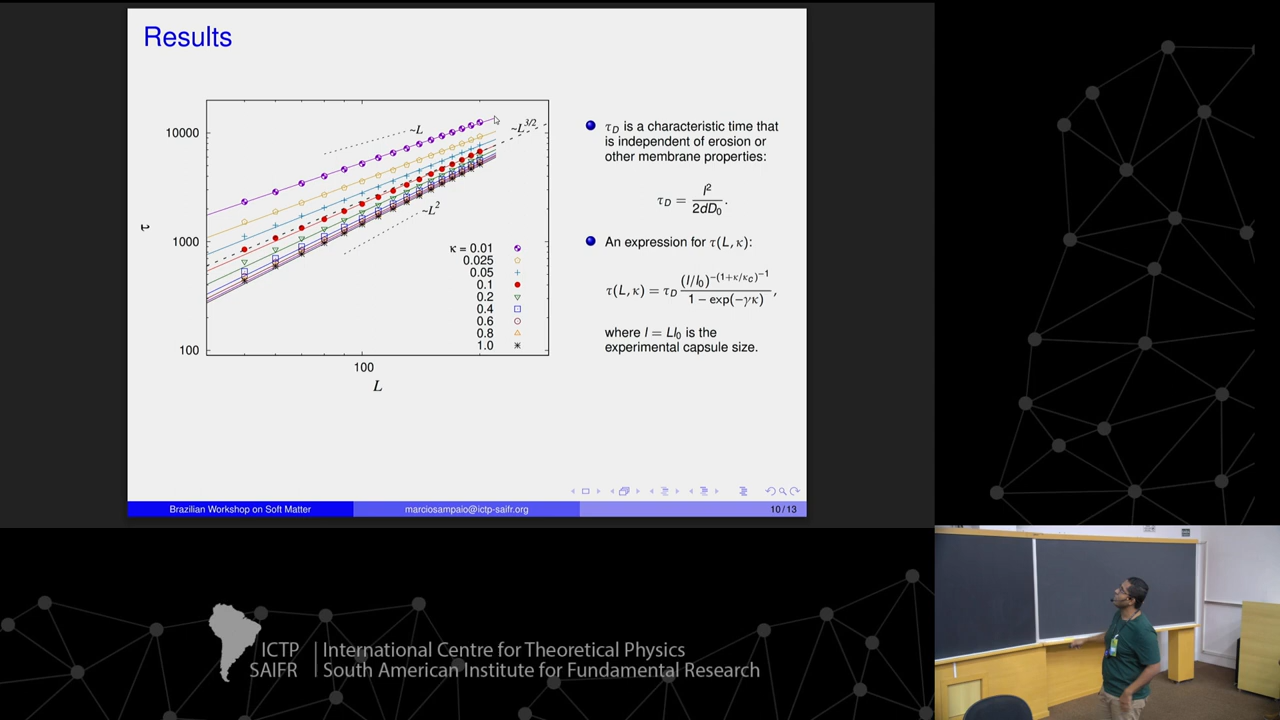 Results
10000
1000
100
τ
100
L
~L
~L^{3/2}
~L^2
κ = 0.01
0.025
0.05
0.1
0.2
0.4
0.6
0.8
1.0
τ_D is a characteristic time that
is independent of erosion or
other membrane properties:
τ_D = l^2 / 2dD_0 .
An expression for τ(L, κ):
τ(L, κ) = τ_D (l/l_0)^{-(1+κ/κ_c)^{-1}} / 1 − exp(−γκ) ,
where l = Ll_0 is the
experimental capsule size.
Brazilian Workshop on Soft Matter
marciosampaio@ictp-saifr.org
10 / 13
ICTP
SAIFR
International Centre for Theoretical Physics
South American Institute for Fundamental Research